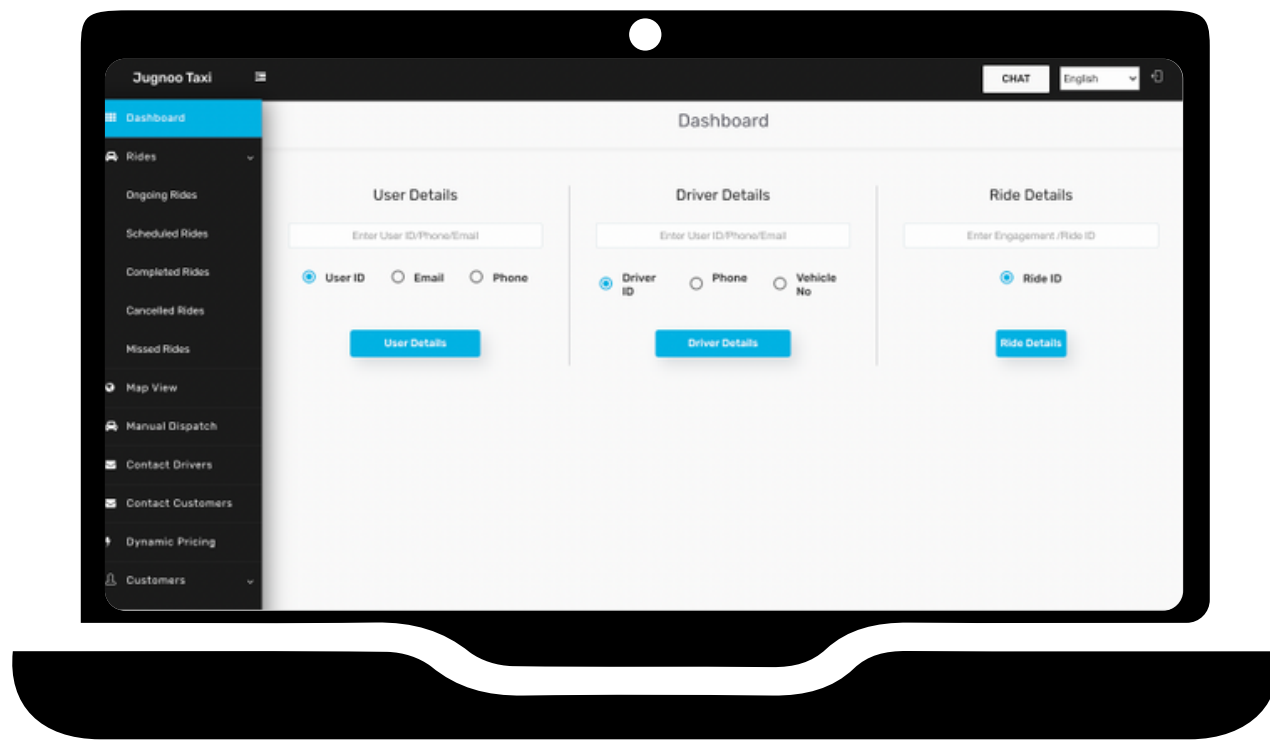 Jugnoo Taxi
CHAT
English
Dashboard
Rides
Ongoing Rides
Scheduled Rides
Completed Rides
Cancelled Rides
Missed Rides
Map View
Manual Dispatch
Contact Drivers
Contact Customers
Dynamic Pricing
Customers
Dashboard
User Details
Enter User ID/Phone/Email
User ID
Email
Phone
User Details
Driver Details
Enter User ID/Phone/Email
Driver
ID
Phone
Vehicle
No
Driver Details
Ride Details
Enter Engagement /Ride ID
Ride ID
Ride Details